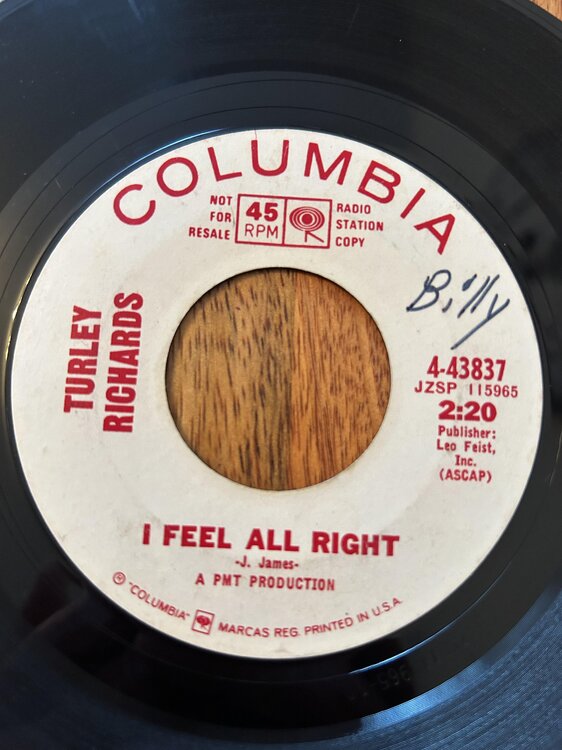 COLUMBIA
NOT
FOR
RESALE
45
RPM
RADIO
STATION
COPY
Billy
TURLEY
RICHARDS
4-43837
JZSP 115965
2:20
Publisher:
Leo Feist,
Inc.
(ASCAP)
I FEEL ALL RIGHT
-J. James-
A PMT PRODUCTION
℗ "COLUMBIA" MARCAS REG. PRINTED IN U.S.A.